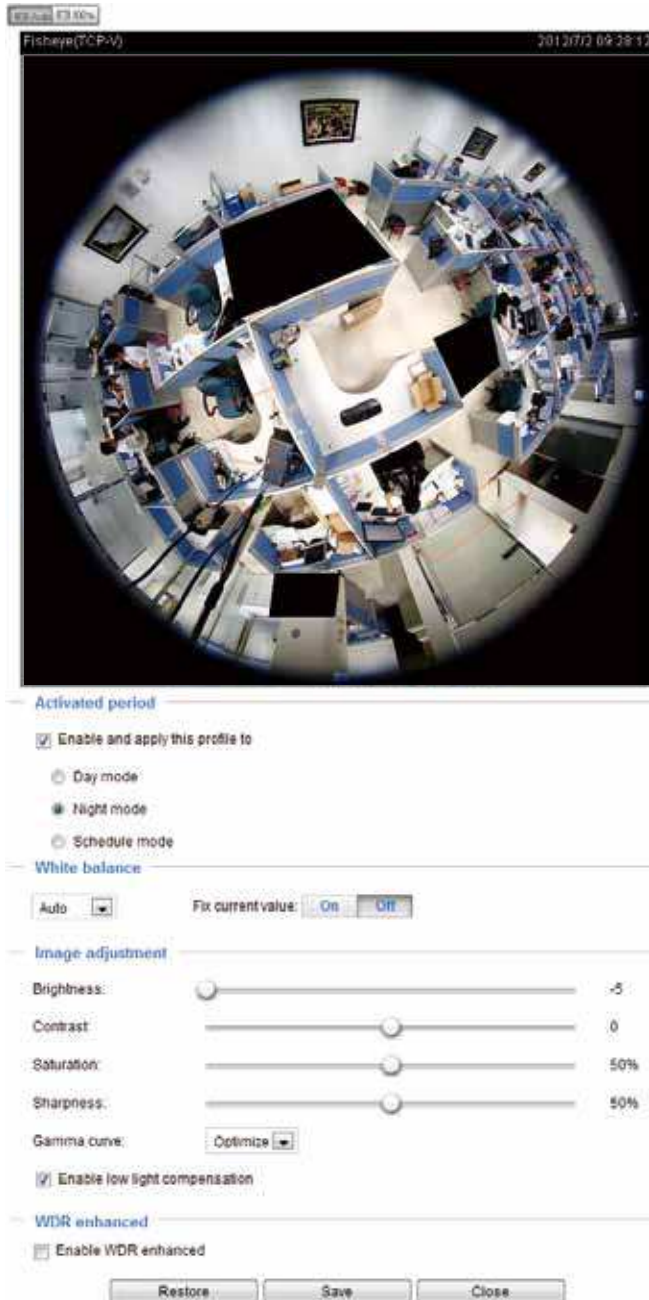 Fisheye(TCP-V) 2012/7/2 09:28:12
Activated period
Enable and apply this profile to
Day mode
Night mode
Schedule mode
White balance
Auto Fix current value: On Off
Image adjustment
Brightness: -5
Contrast: 0
Saturation: 50%
Sharpness: 50%
Gamma curve: Optimize
Enable low light compensation
WDR enhanced
Enable WDR enhanced
Restore Save Close